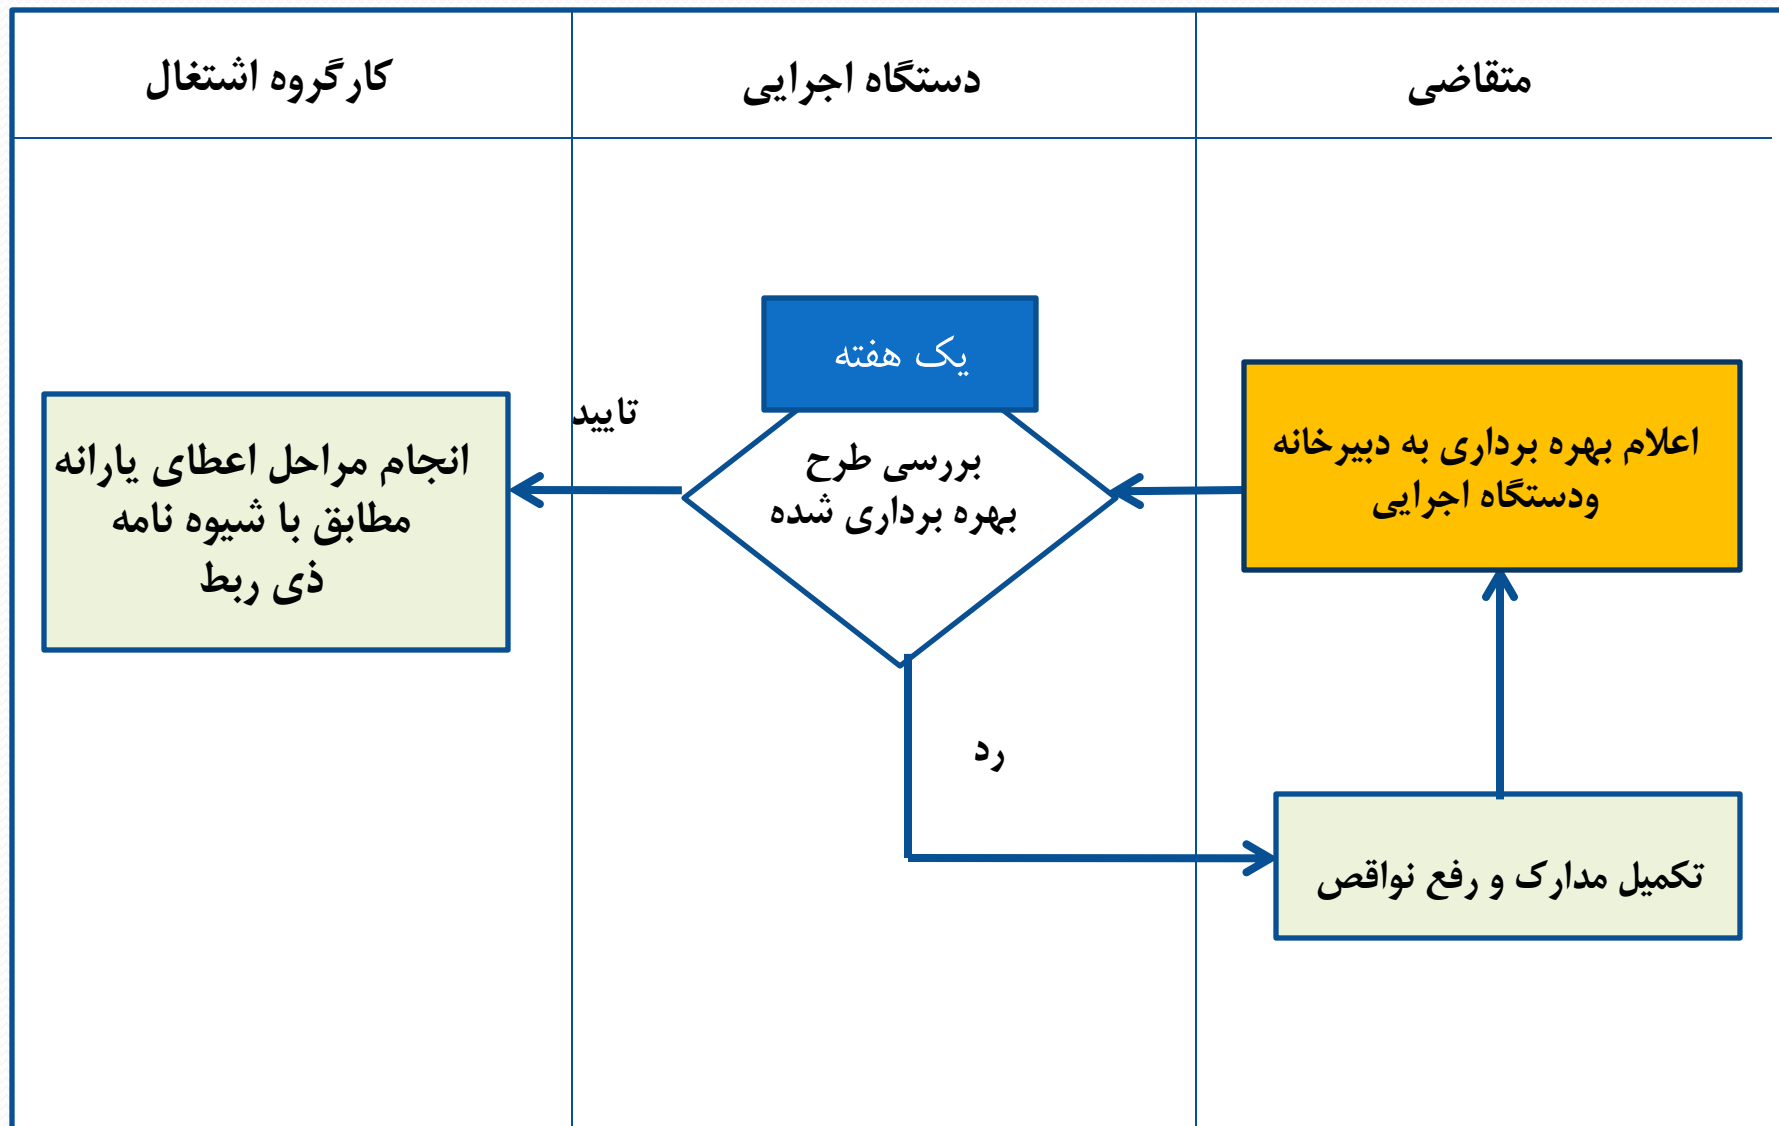 متقاضی
دستگاه اجرایی
کارگروه اشتغال
اعلام بهره برداری به دبیرخانه
ودستگاه اجرایی
یک هفته
بررسی طرح
بهره برداری شده
تایید
انجام مراحل اعطای یارانه
مطابق با شیوه نامه
ذی ربط
رد
تکمیل مدارک و رفع نواقص